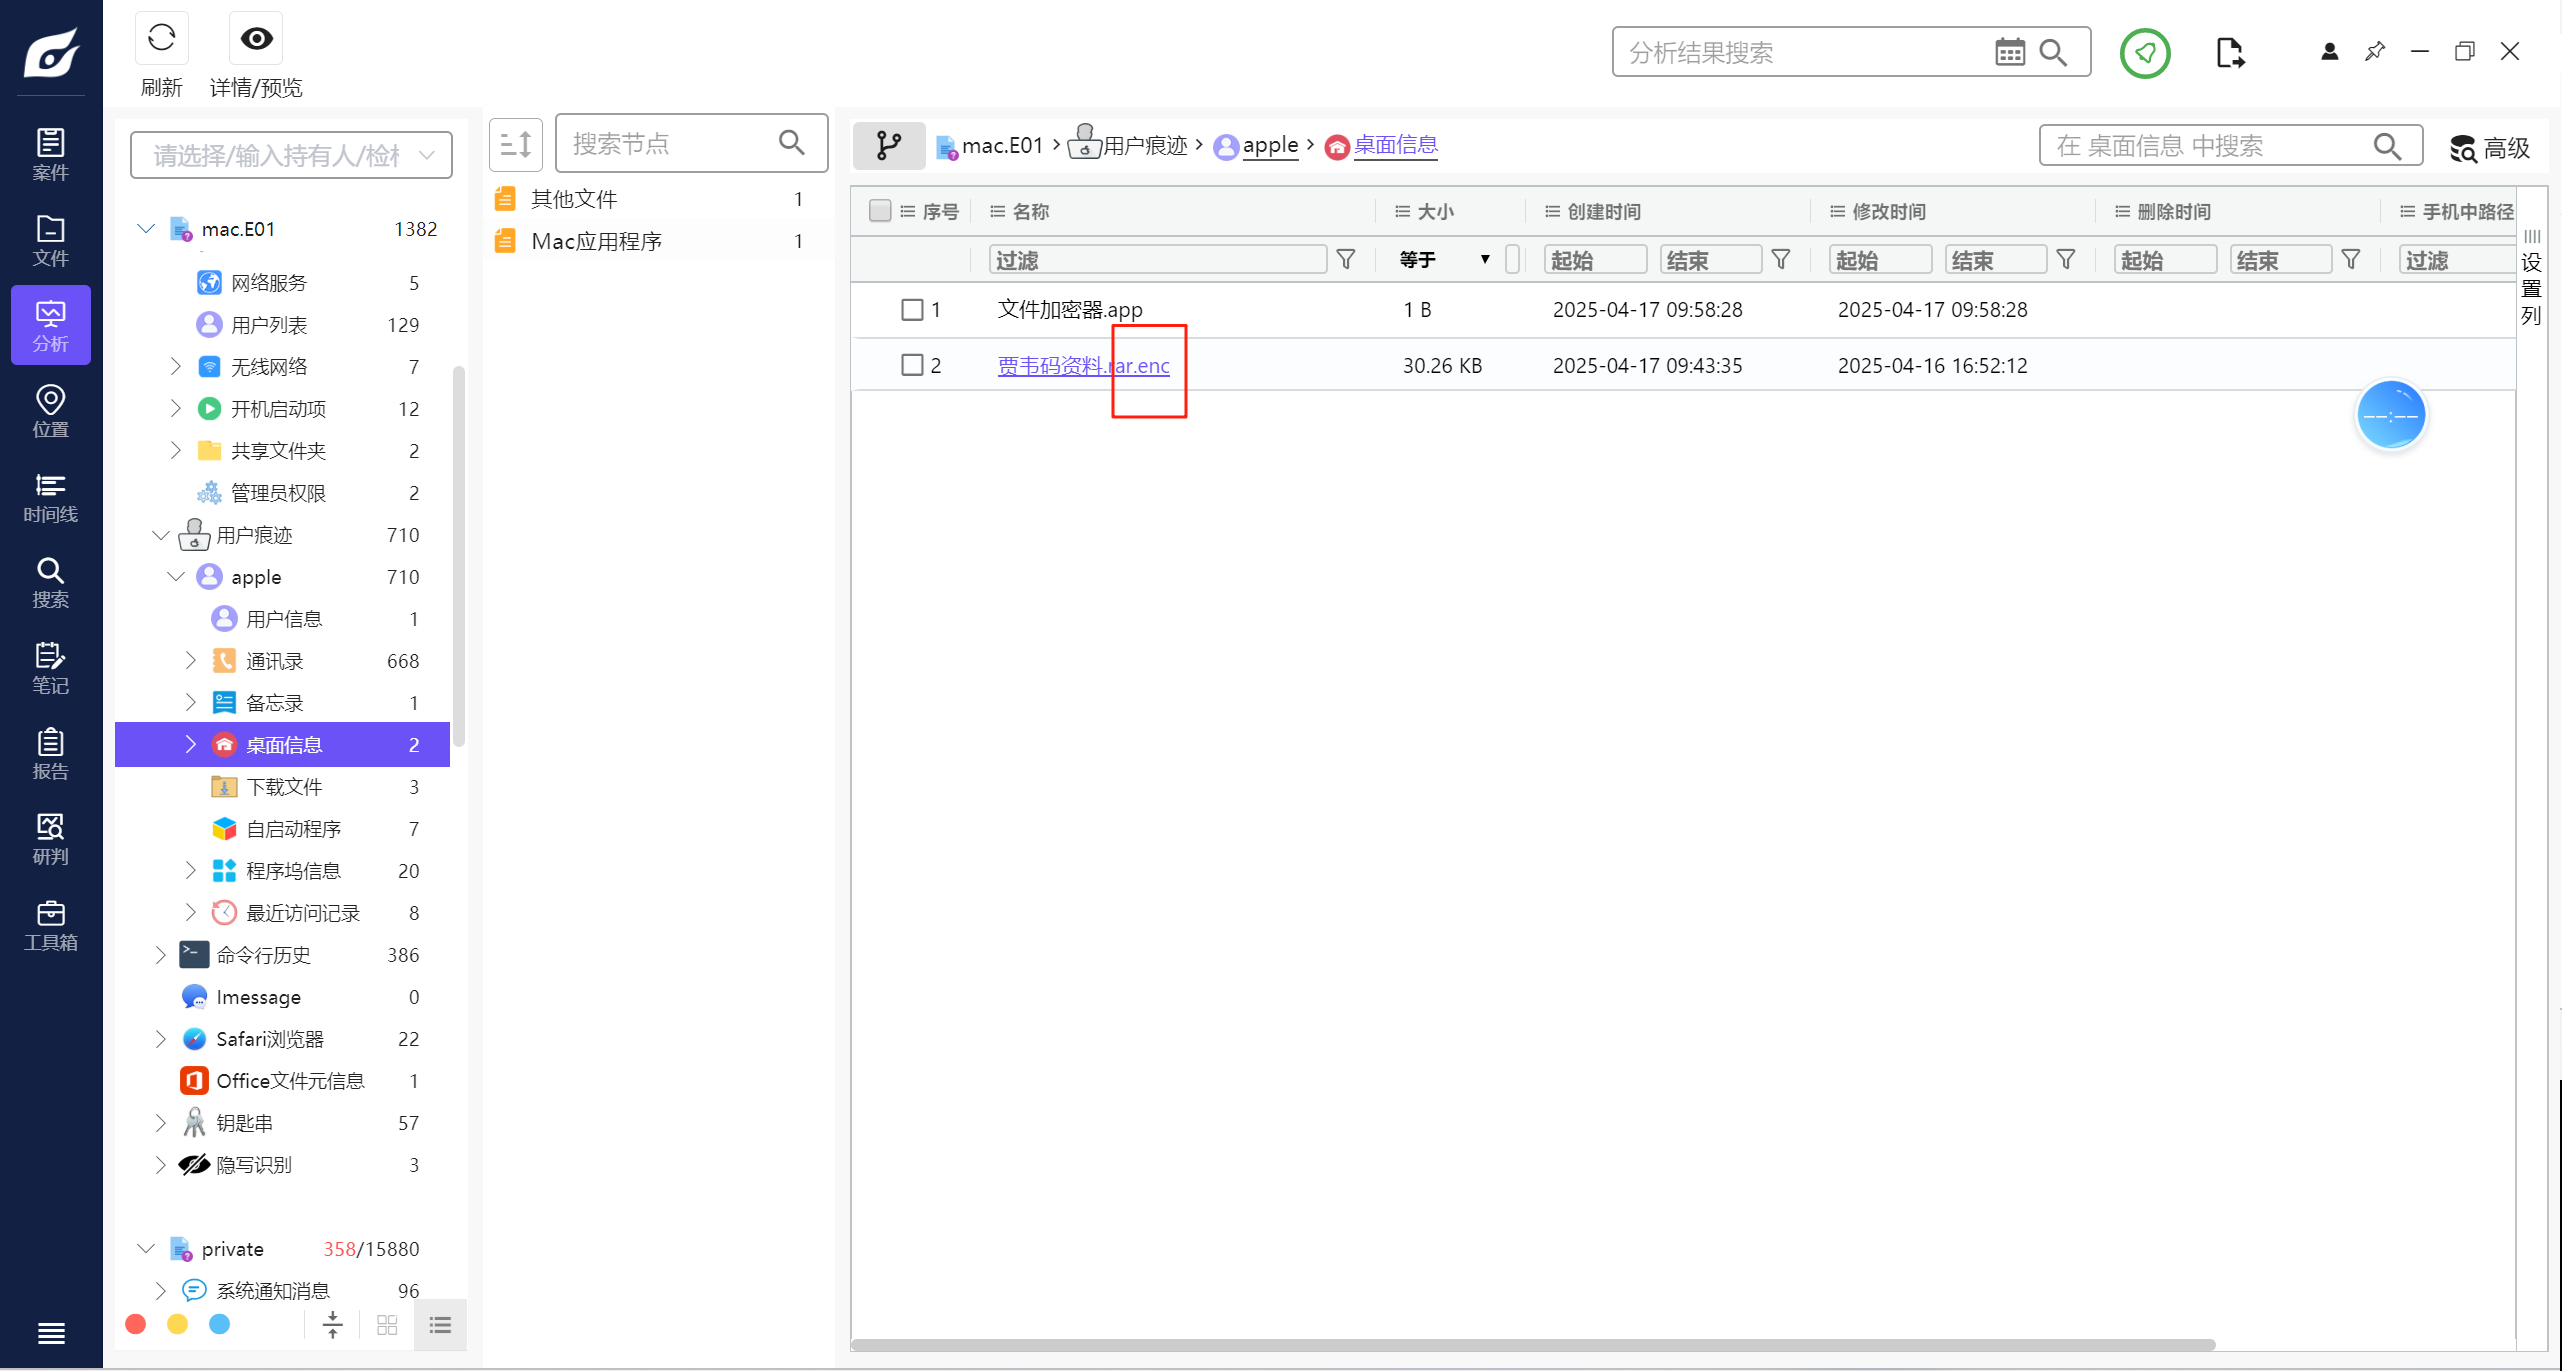 刷新
详情/预览
分析结果搜索
案件
文件
分析
位置
时间线
搜索
笔记
报告
研判
工具箱
请选择/输入持有人/检
mac.E01 1382
网络服务 5
用户列表 129
无线网络 7
开机启动项 12
共享文件夹 2
管理员权限 2
用户痕迹 710
apple 710
用户信息 1
通讯录 668
备忘录 1
桌面信息 2
下载文件 3
自启动程序 7
程序坞信息 20
最近访问记录 8
命令行历史 386
Imessage 0
Safari浏览器 22
Office文件元信息 1
钥匙串 57
隐写识别 3
private 358/15880
系统通知消息 96
搜索节点
其他文件 1
Mac应用程序 1
mac.E01 › 用户痕迹 › apple › 桌面信息
在 桌面信息 中搜索
高级
序号 名称 大小 创建时间 修改时间 删除时间 手机中路径
过滤 等于 ▼ 起始 结束 起始 结束 起始 结束 过滤
1 文件加密器.app 1 B 2025-04-17 09:58:28 2025-04-17 09:58:28
2 贾韦码资料.rar.enc 30.26 KB 2025-04-17 09:43:35 2025-04-16 16:52:12
设置列
--:--